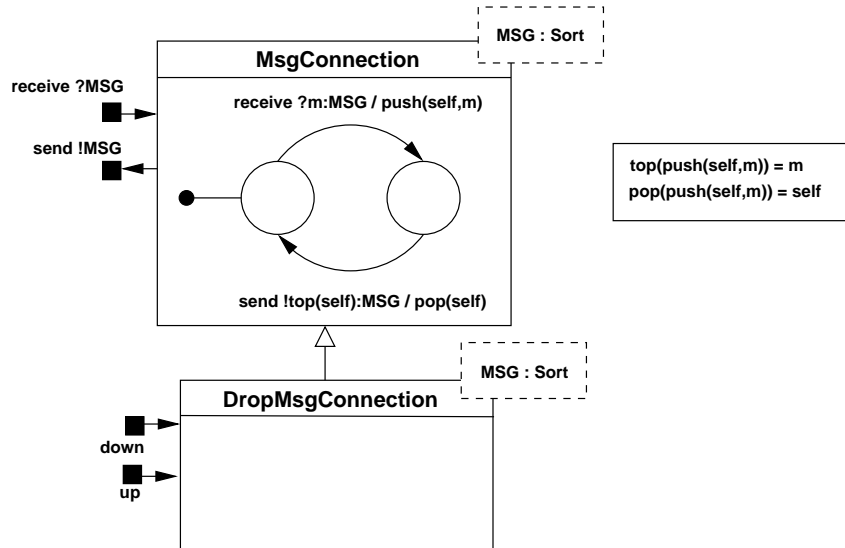 MSG : Sort
MsgConnection
receive ?MSG
send !MSG
receive ?m:MSG / push(self,m)
send !top(self):MSG / pop(self)
top(push(self,m)) = m
pop(push(self,m)) = self
MSG : Sort
DropMsgConnection
down
up